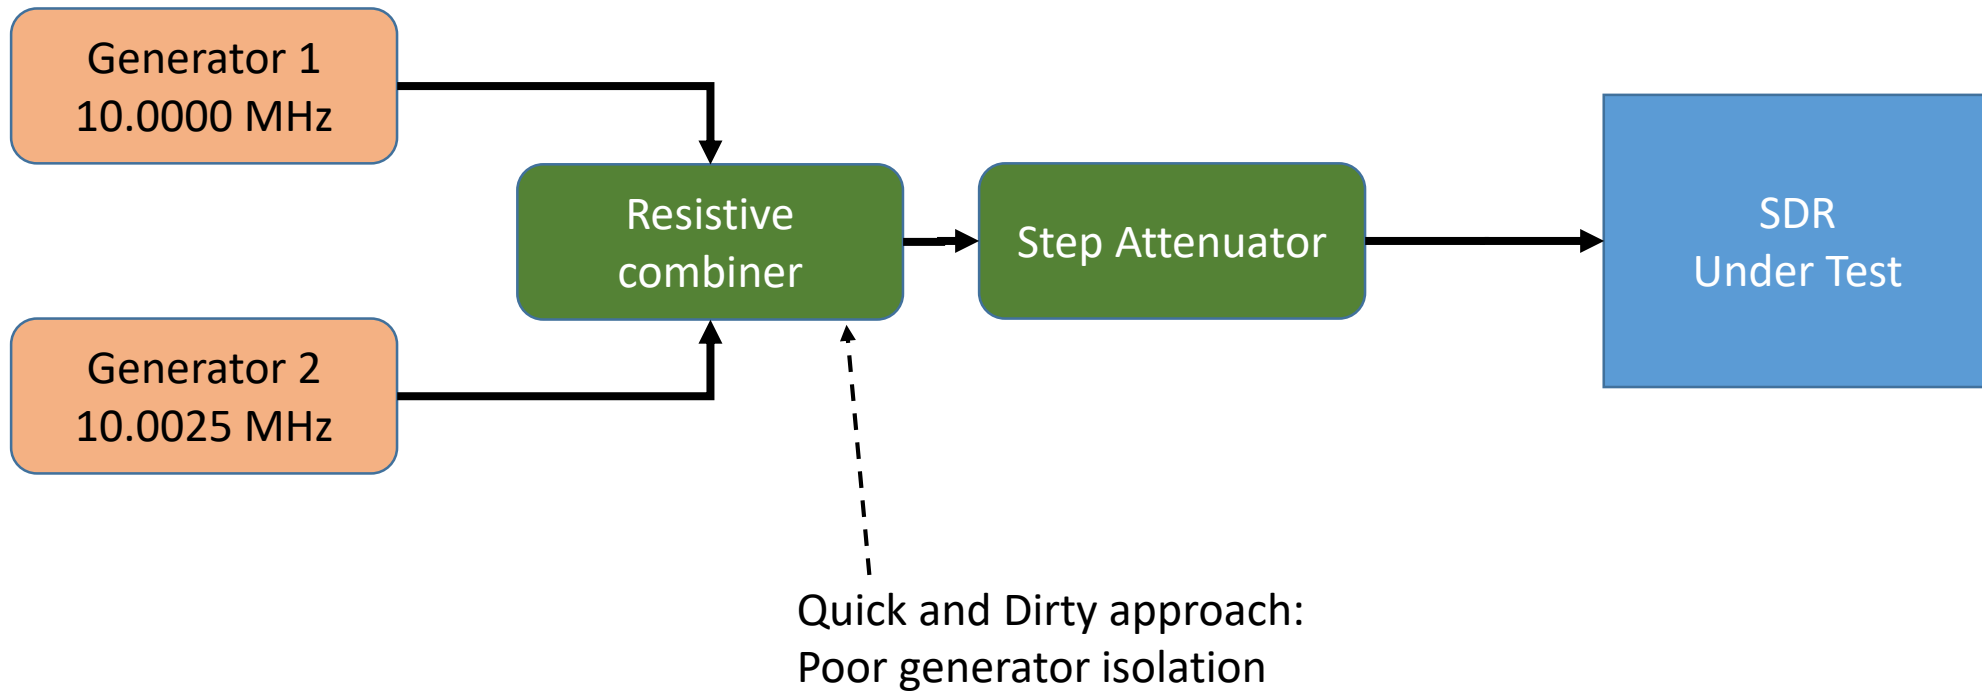 Generator 1
10.0000 MHz
Resistive
combiner
Step Attenuator
SDR
Under Test
Generator 2
10.0025 MHz
Quick and Dirty approach:
Poor generator isolation